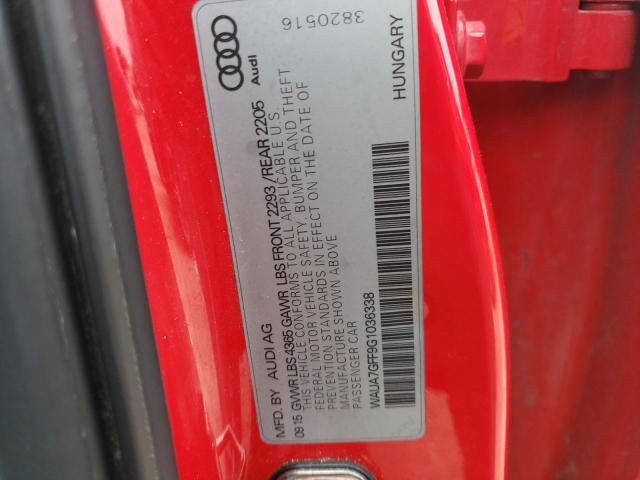 Audi
3820516
MFD. BY AUDI AG
0915 GVWR LBS 4365 GAWR LBS FRONT 2293 / REAR 2205
THIS VEHICLE CONFORMS TO ALL APPLICABLE U.S.
FEDERAL MOTOR VEHICLE SAFETY, BUMPER AND THEFT
PREVENTION STANDARDS IN EFFECT ON THE DATE OF
MANUFACTURE SHOWN ABOVE
PASSENGER CAR
WAUA7GFF9G1036338
HUNGARY